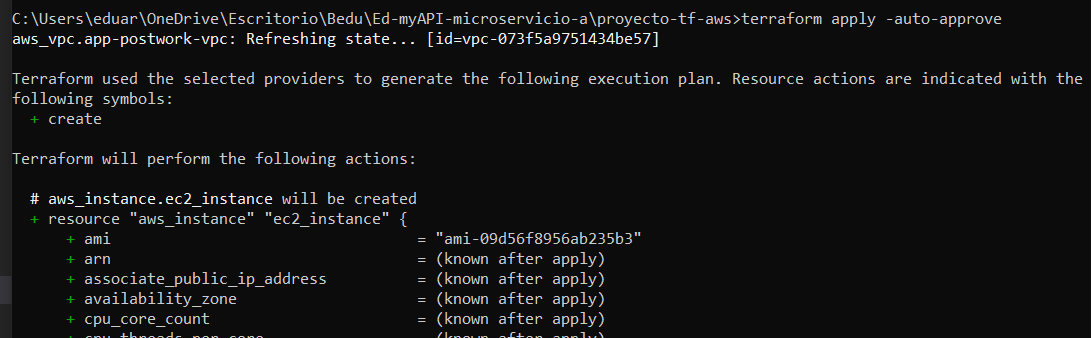 C:\Users\eduar\OneDrive\Escritorio\Bedu\Ed-myAPI-microservicio-a\proyecto-tf-aws>terraform apply -auto-approve
aws_vpc.app-postwork-vpc: Refreshing state... [id=vpc-073f5a9751434be57]
Terraform used the selected providers to generate the following execution plan. Resource actions are indicated with the
following symbols:
+ create
Terraform will perform the following actions:
# aws_instance.ec2_instance will be created
+ resource "aws_instance" "ec2_instance" {
+ ami = "ami-09d56f8956ab235b3"
+ arn = (known after apply)
+ associate_public_ip_address = (known after apply)
+ availability_zone = (known after apply)
+ cpu_core_count = (known after apply)